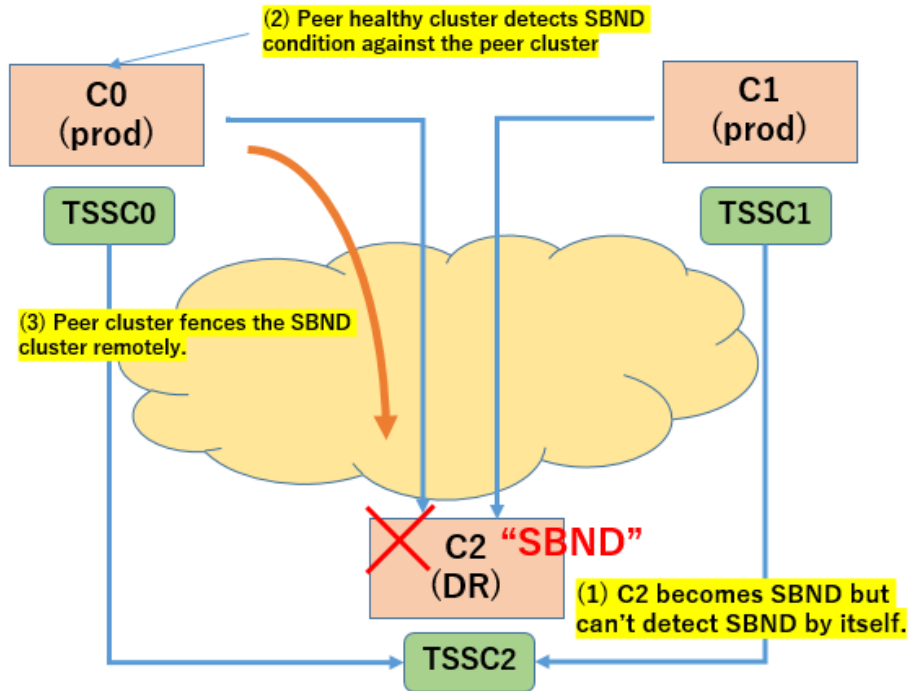 (2) Peer healthy cluster detects SBND
condition against the peer cluster
C0
(prod)
C1
(prod)
TSSC0
TSSC1
(3) Peer cluster fences the SBND
cluster remotely.
C2 “SBND”
(DR)
(1) C2 becomes SBND but
can’t detect SBND by itself.
TSSC2